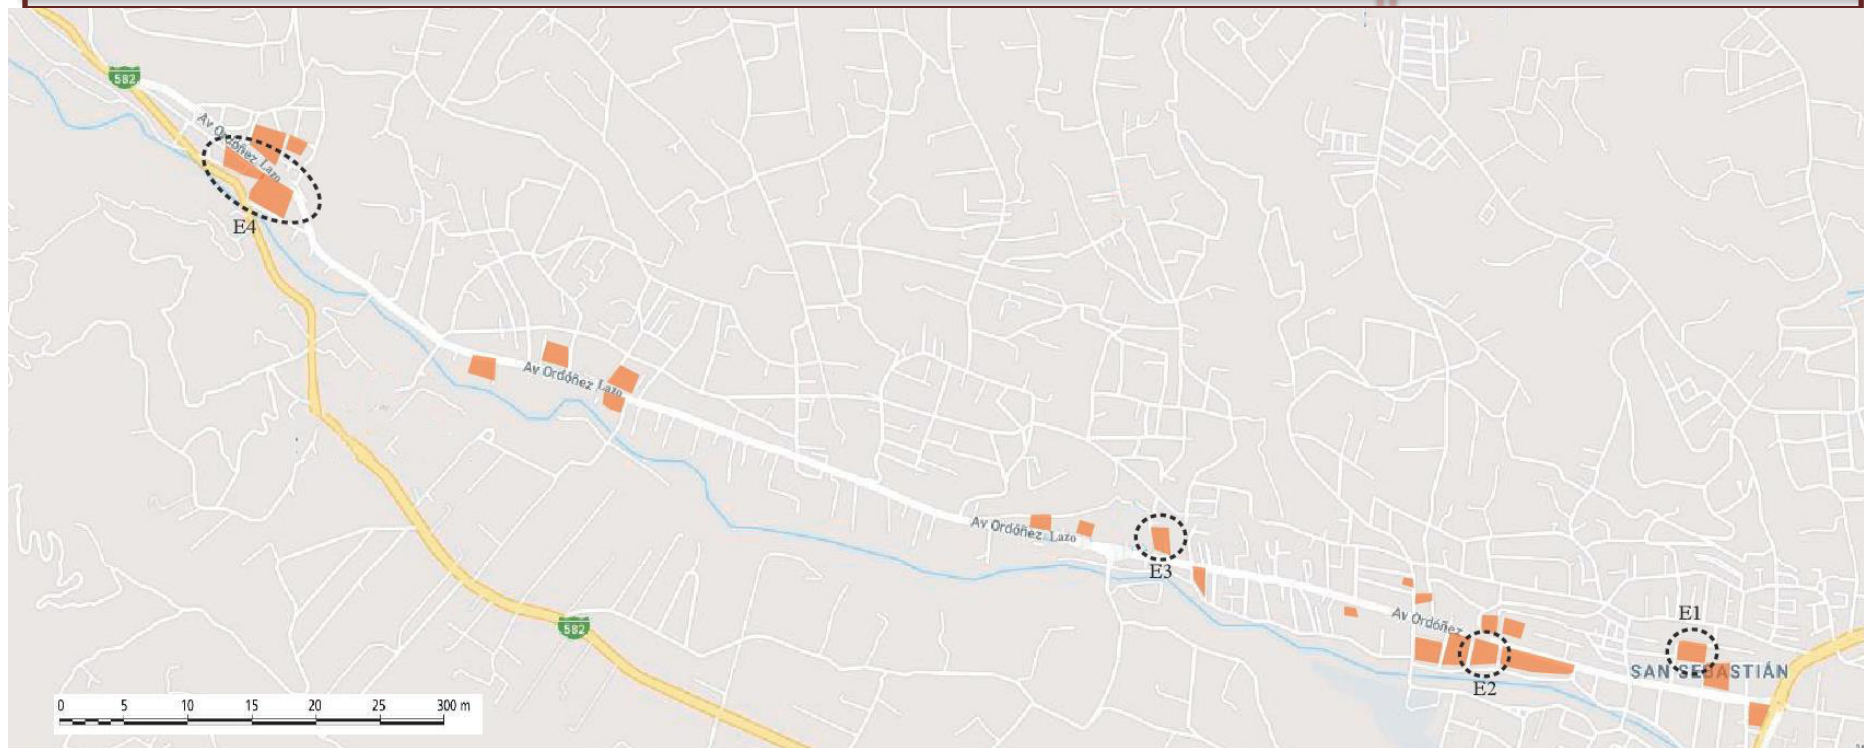 582
Av Ordóñez Lazo
E4
Av Ordóñez Lazo
Av Ordóñez Lazo
E3
Av Ordóñez
E1
SAN SEBASTIÁN
E2
582
0 5 10 15 20 25 300 m